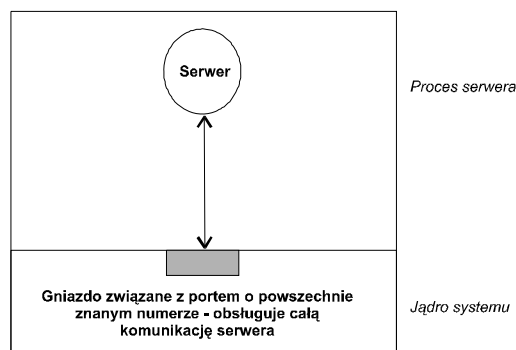 Serwer
Proces serwera
Gniazdo związane z portem o powszechnie
znanym numerze - obsługuje całą
komunikację serwera
Jądro systemu